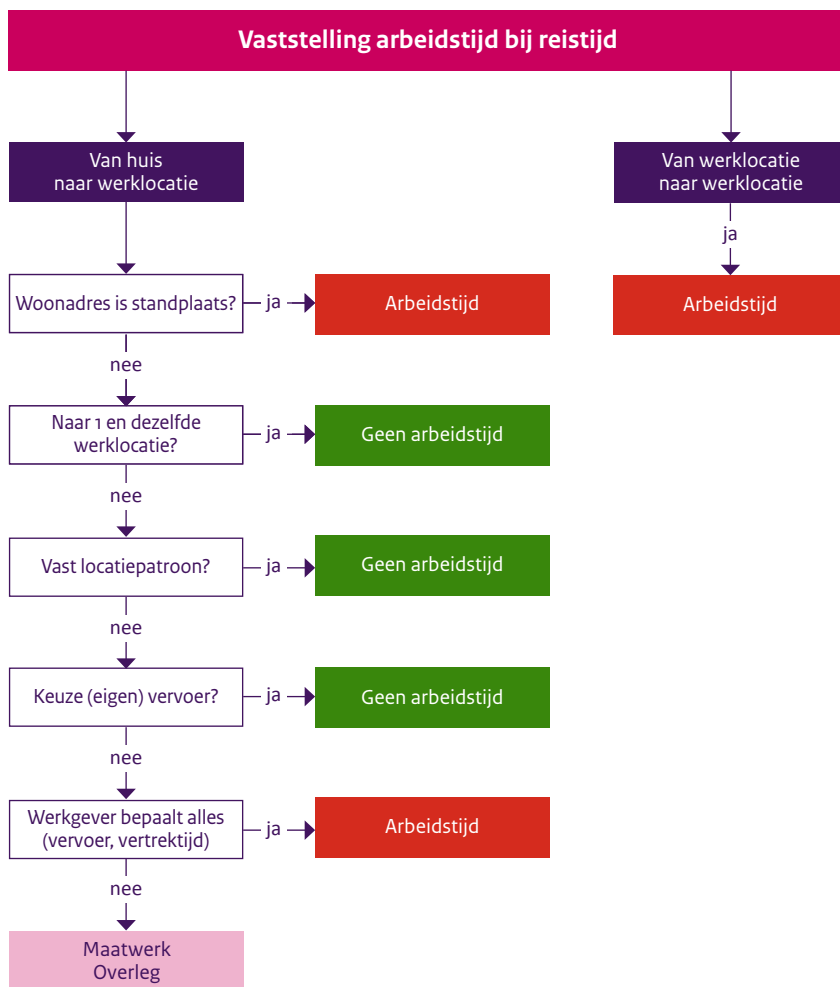 Vaststelling arbeidstijd bij reistijd
Van huis
naar werklocatie
Van werklocatie
naar werklocatie
ja
Woonadres is standplaats?
ja
Arbeidstijd
Arbeidstijd
nee
Naar 1 en dezelfde
werklocatie?
ja
Geen arbeidstijd
nee
Vast locatiepatroon?
ja
Geen arbeidstijd
nee
Keuze (eigen) vervoer?
ja
Geen arbeidstijd
nee
Werkgever bepaalt alles
(vervoer, vertrektijd)
ja
Arbeidstijd
nee
Maatwerk
Overleg